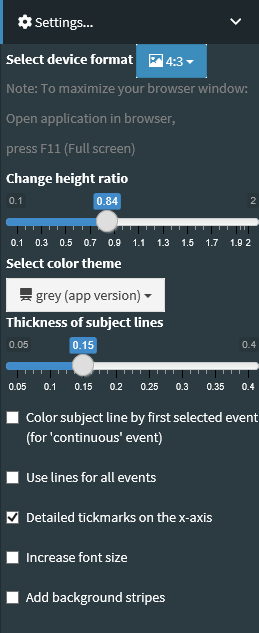 Settings...
Select device format 4:3
Note: To maximize your browser window:
Open application in browser,
press F11 (Full screen)
Change height ratio
0.1 0.84 2
0.1 0.3 0.5 0.7 0.9 1.1 1.3 1.5 1.7 1.9 2
Select color theme
grey (app version)
Thickness of subject lines
0.05 0.15 0.4
0.05 0.1 0.15 0.2 0.25 0.3 0.35 0.4
Color subject line by first selected event
(for 'continuous' event)
Use lines for all events
Detailed tickmarks on the x-axis
Increase font size
Add background stripes